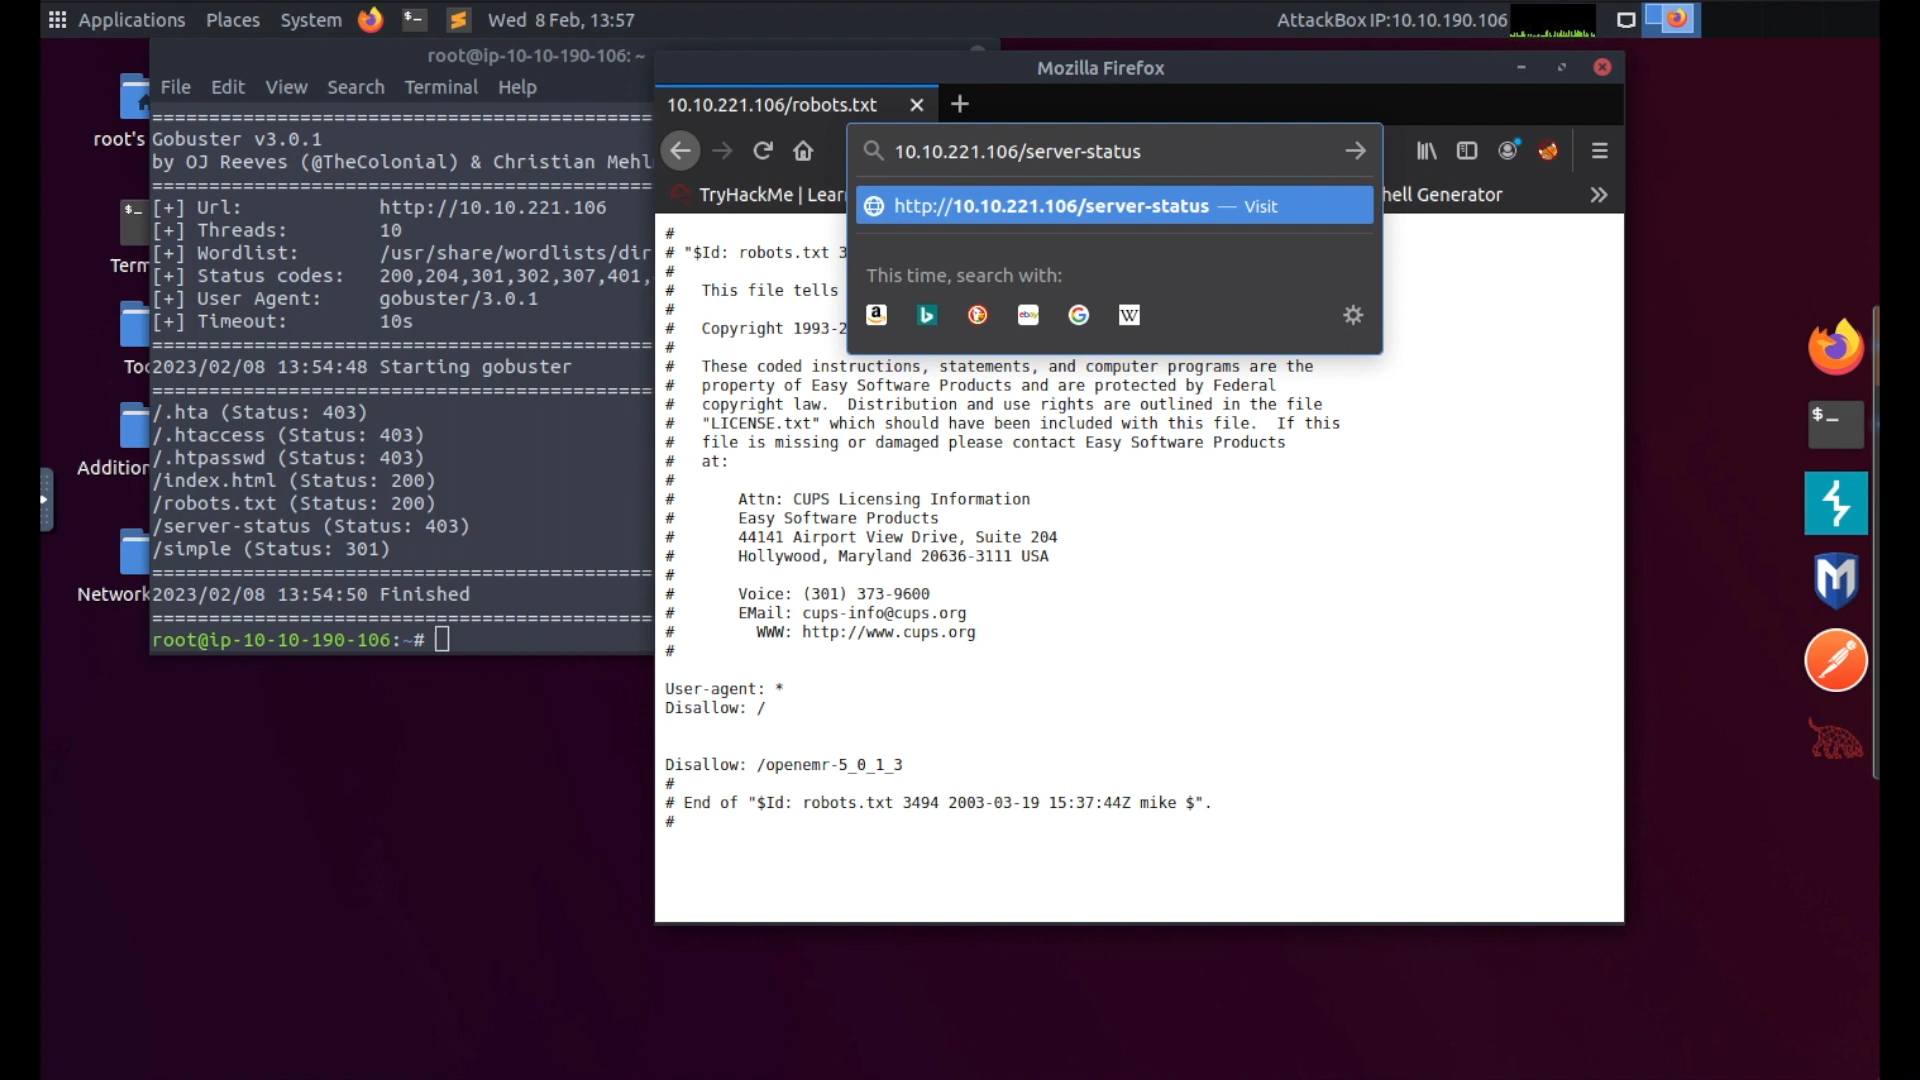 Applications Places System Wed 8 Feb, 13:57 AttackBox IP:10.10.190.106
root@ip-10-10-190-106: ~
File Edit View Search Terminal Help
root's
Term
Additior
Network
========================================
Gobuster v3.0.1
by OJ Reeves (@TheColonial) & Christian Mehl
========================================
[+] Url: http://10.10.221.106
[+] Threads: 10
[+] Wordlist: /usr/share/wordlists/dir
[+] Status codes: 200,204,301,302,307,401,
[+] User Agent: gobuster/3.0.1
[+] Timeout: 10s
========================================
2023/02/08 13:54:48 Starting gobuster
========================================
/.hta (Status: 403)
/.htaccess (Status: 403)
/.htpasswd (Status: 403)
/index.html (Status: 200)
/robots.txt (Status: 200)
/server-status (Status: 403)
/simple (Status: 301)
========================================
2023/02/08 13:54:50 Finished
========================================
root@ip-10-10-190-106:~#
Mozilla Firefox
10.10.221.106/robots.txt
10.10.221.106/server-status
TryHackMe | Lear
hell Generator
http://10.10.221.106/server-status — Visit
This time, search with:
#
# "$Id: robots.txt 3
#
# This file tells
#
# Copyright 1993-2
#
# These coded instructions, statements, and computer programs are the
# property of Easy Software Products and are protected by Federal
# copyright law. Distribution and use rights are outlined in the file
# "LICENSE.txt" which should have been included with this file. If this
# file is missing or damaged please contact Easy Software Products
# at:
#
# Attn: CUPS Licensing Information
# Easy Software Products
# 44141 Airport View Drive, Suite 204
# Hollywood, Maryland 20636-3111 USA
#
# Voice: (301) 373-9600
# EMail: cups-info@cups.org
# WWW: http://www.cups.org
#
User-agent: *
Disallow: /
Disallow: /openemr-5_0_1_3
#
# End of "$Id: robots.txt 3494 2003-03-19 15:37:44Z mike $".
#